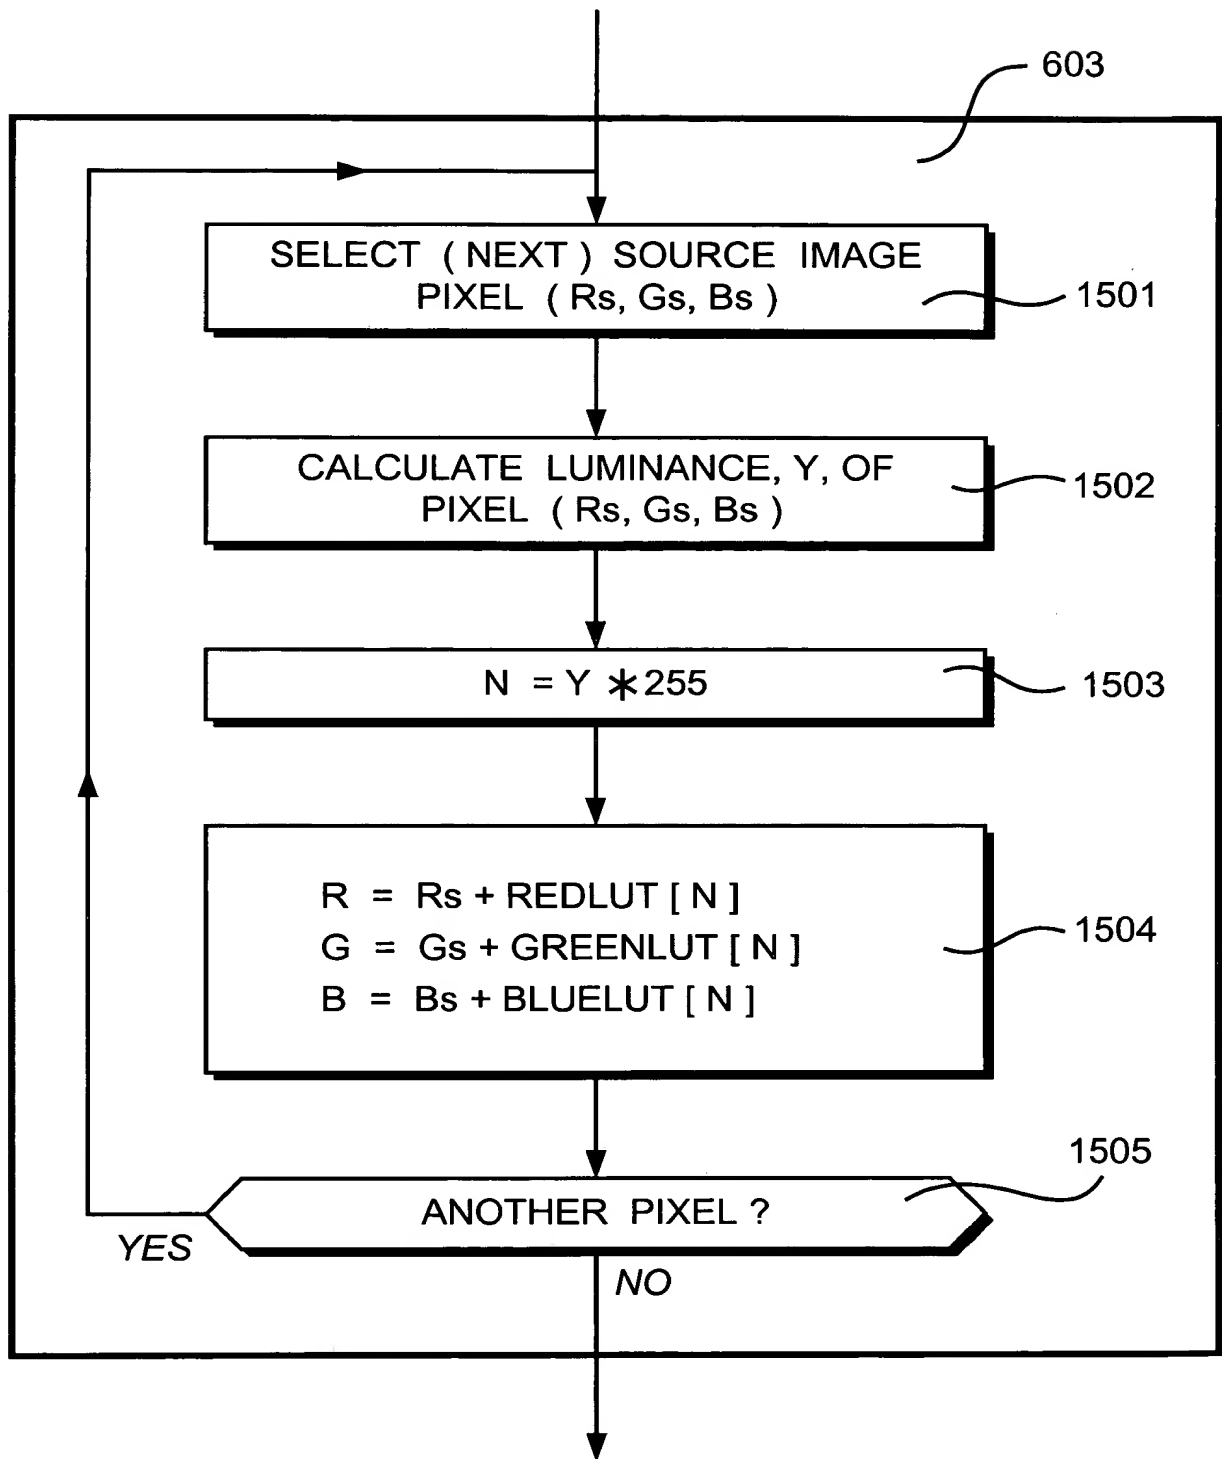 603
SELECT ( NEXT ) SOURCE IMAGE
PIXEL ( Rs, Gs, Bs )
1501
CALCULATE LUMINANCE, Y, OF
PIXEL ( Rs, Gs, Bs )
1502
N = Y * 255
1503
R = Rs + REDLUT [ N ]
G = Gs + GREENLUT [ N ]
B = Bs + BLUELUT [ N ]
1504
1505
ANOTHER PIXEL ?
YES
NO